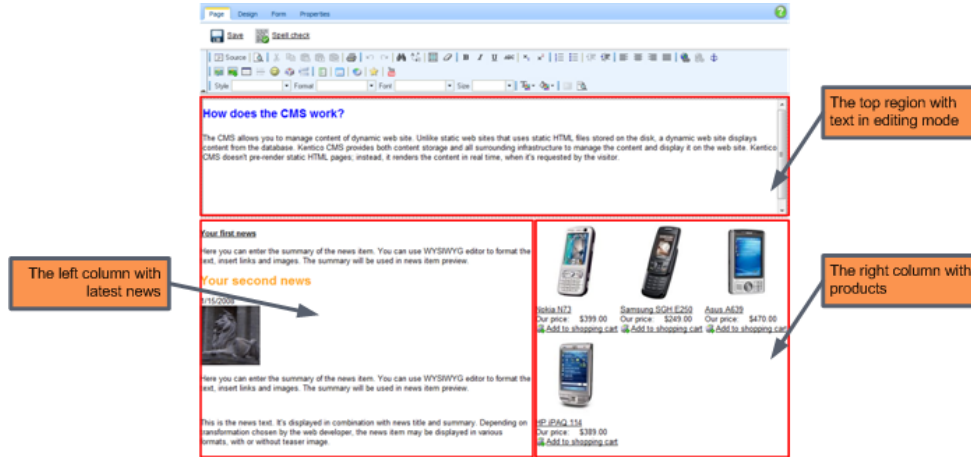 Page Design Form Properties
Save Spell check
Source
Style Format Font Size
How does the CMS work?
The CMS allows you to manage content of dynamic web site. Unlike static web sites that uses static HTML files stored on the disk, a dynamic web site displays
content from the database. Kentico CMS provides both content storage and all surrounding infrastructure to manage the content and display it on the web site. Kentico
CMS doesn't pre-render static HTML pages; instead, it renders the content in real time, when it's requested by the visitor.
The top region with
text in editing mode
Your first news
Here you can enter the summary of the news item. You can use WYSIWYG editor to format the
text, insert links and images. The summary will be used in news item preview.
Your second news
1/15/2008
Here you can enter the summary of the news item. You can use WYSIWYG editor to format the
text, insert links and images. The summary will be used in news item preview.
This is the news text. It's displayed in combination with news title and summary. Depending on
transformation chosen by the web developer, the news item may be displayed in various
formats, with or without teaser image.
The left column with
latest news
Nokia N73 Samsung SGH E250 Asus A639
Our price: $399.00 Our price: $249.00 Our price: $470.00
Add to shopping cart Add to shopping cart Add to shopping cart
HP iPAQ 114
Our price: $389.00
Add to shopping cart
The right column with
products